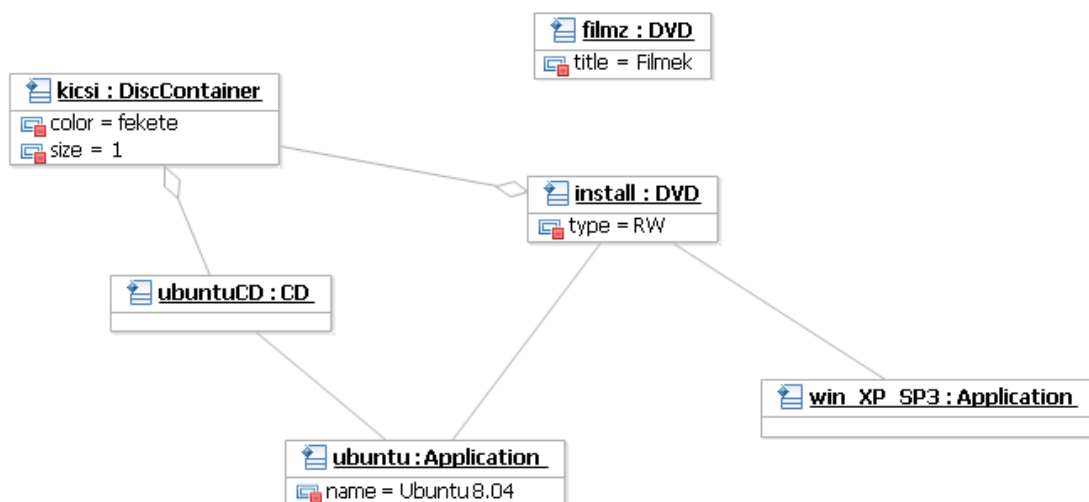 filmz : DVD
title = Filmek
kicsi : DiscContainer
color = fekete
size = 1
install : DVD
type = RW
ubuntuCD : CD
win_XP_SP3 : Application
ubuntu : Application
name = Ubuntu 8.04